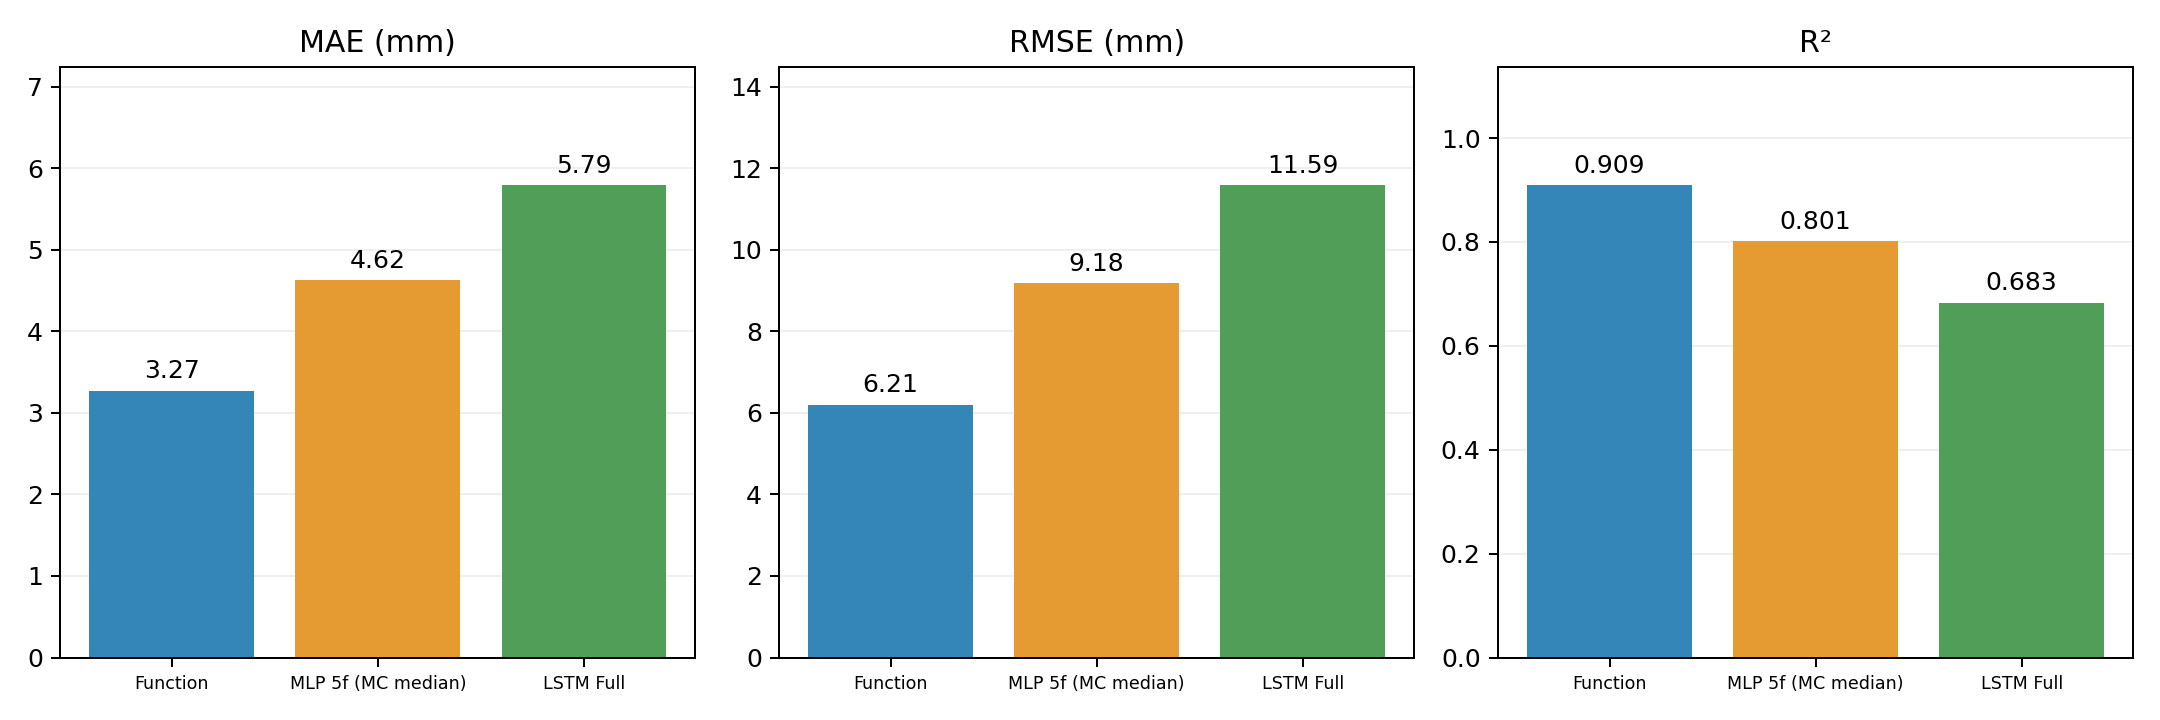 MAE (mm)
7
6
5
4
3
2
1
0
3.27
4.62
5.79
Function
MLP 5f (MC median)
LSTM Full
RMSE (mm)
14
12
10
8
6
4
2
0
6.21
9.18
11.59
Function
MLP 5f (MC median)
LSTM Full
R²
1.0
0.8
0.6
0.4
0.2
0.0
0.909
0.801
0.683
Function
MLP 5f (MC median)
LSTM Full